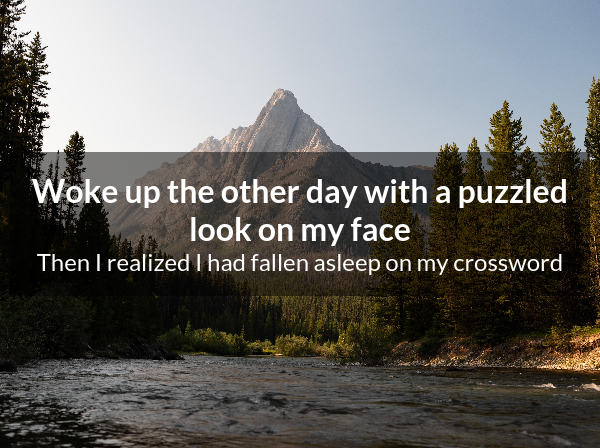 Woke up the other day with a puzzled
look on my face
Then I realized I had fallen asleep on my crossword